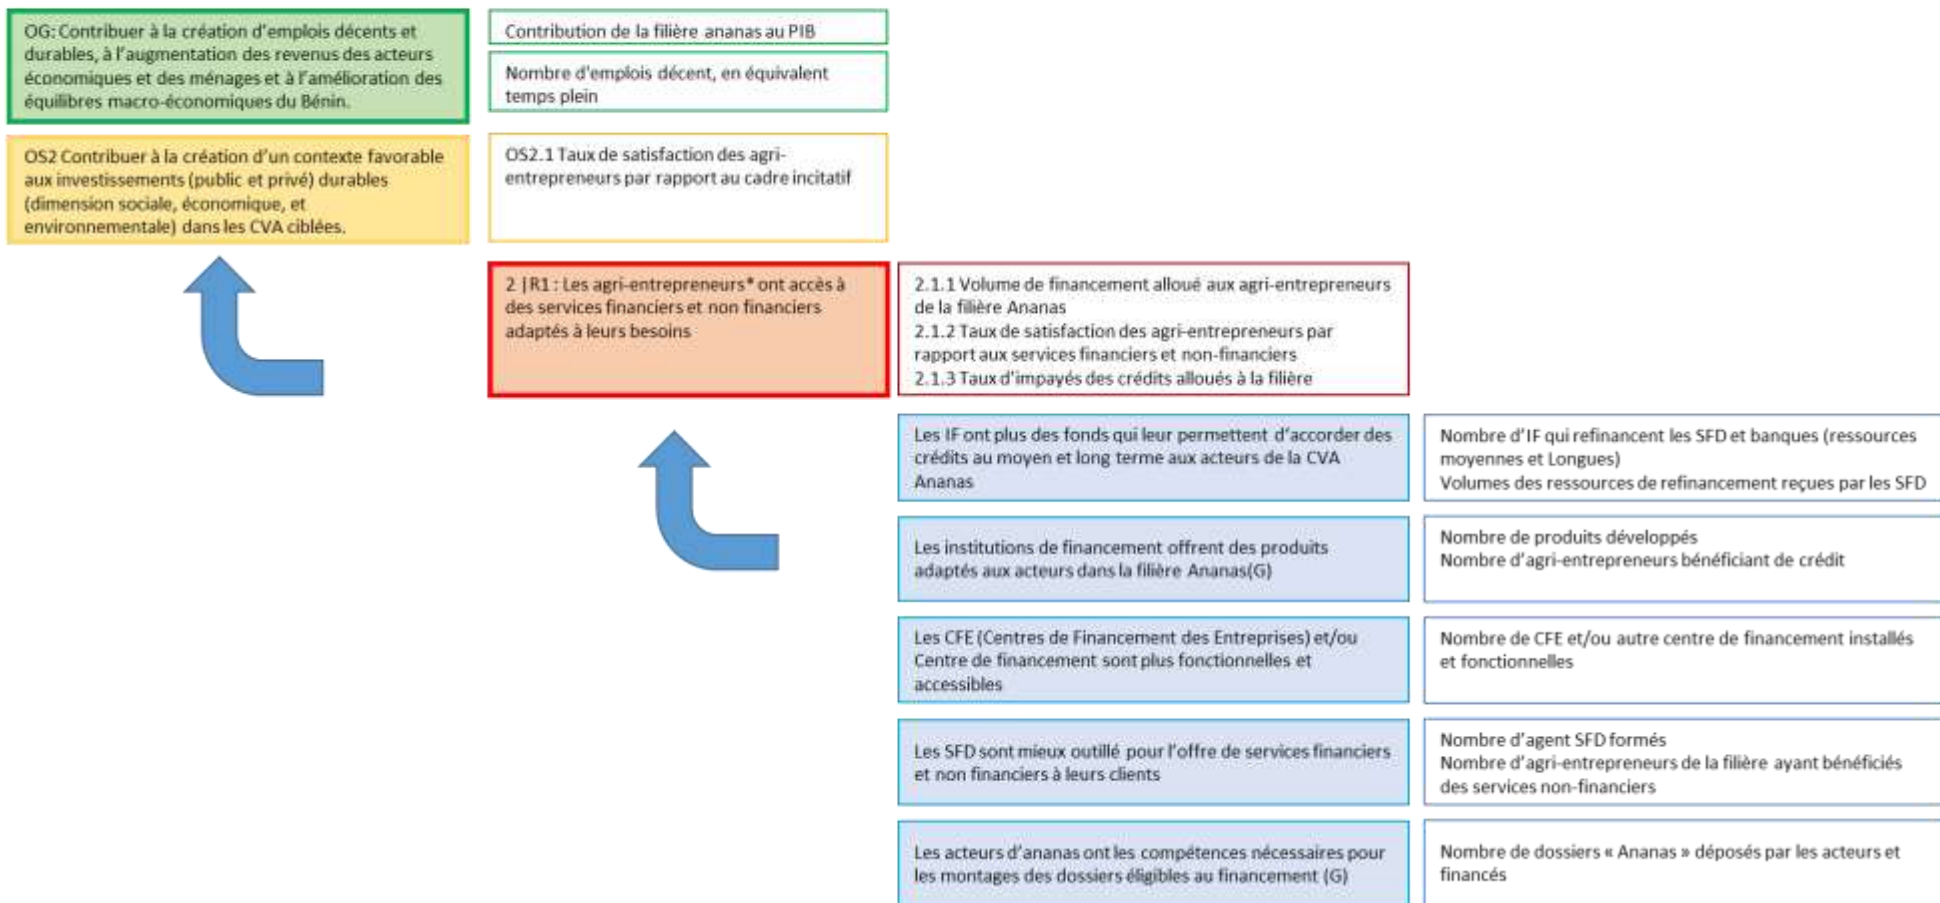 OG: Contribuer à la création d'emplois décents et
durables, à l'augmentation des revenus des acteurs
économiques et des ménages et à l'amélioration des
équilibres macro-économiques du Bénin.
Contribution de la filière ananas au PIB
Nombre d'emplois décent, en équivalent
temps plein
OS2 Contribuer à la création d'un contexte favorable
aux investissements (public et privé) durables
(dimension sociale, économique, et
environnementale) dans les CVA ciblées.
OS2.1 Taux de satisfaction des agri-
entrepreneurs par rapport au cadre incitatif
2 |R1 : Les agri-entrepreneurs* ont accès à
des services financiers et non financiers
adaptés à leurs besoins
2.1.1 Volume de financement alloué aux agri-entrepreneurs
de la filière Ananas
2.1.2 Taux de satisfaction des agri-entrepreneurs par
rapport aux services financiers et non-financiers
2.1.3 Taux d'impayés des crédits alloués à la filière
Les IF ont plus des fonds qui leur permettent d'accorder des
crédits au moyen et long terme aux acteurs de la CVA
Ananas
Nombre d'IF qui refinancent les SFD et banques (ressources
moyennes et Longues)
Volumes des ressources de refinancement reçues par les SFD
Les institutions de financement offrent des produits
adaptés aux acteurs dans la filière Ananas(G)
Nombre de produits développés
Nombre d'agri-entrepreneurs bénéficiant de crédit
Les CFE (Centres de Financement des Entreprises) et/ou
Centre de financement sont plus fonctionnelles et
accessibles
Nombre de CFE et/ou autre centre de financement installés
et fonctionnelles
Les SFD sont mieux outillé pour l'offre de services financiers
et non financiers à leurs clients
Nombre d'agent SFD formés
Nombre d'agri-entrepreneurs de la filière ayant bénéficiés
des services non-financiers
Les acteurs d'ananas ont les compétences nécessaires pour
les montages des dossiers éligibles au financement (G)
Nombre de dossiers « Ananas » déposés par les acteurs et
financés